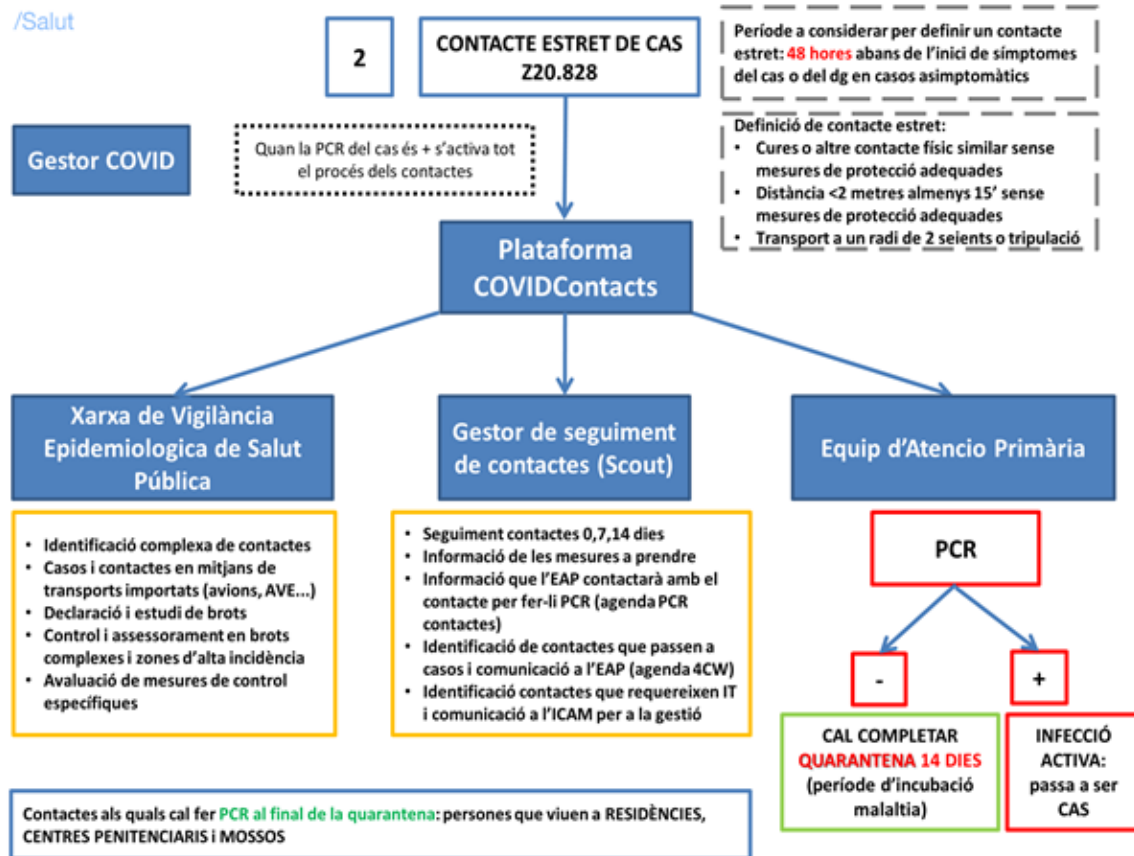 /Salut
2
CONTACTE ESTRET DE CAS
Z20.828
Període a considerar per definir un contacte
estret: 48 hores abans de l'inici de símptomes
del cas o del dg en casos asimptomàtics
Gestor COVID
Quan la PCR del cas és + s'activa tot
el procés dels contactes
Definició de contacte estret:
• Cures o altre contacte físic similar sense
mesures de protecció adequades
• Distància <2 metres almenys 15' sense
mesures de protecció adequades
• Transport a un radi de 2 seients o tripulació
Plataforma
COVIDContacts
Xarxa de Vigilància
Epidemiologica de Salut
Pública
Gestor de seguiment
de contactes (Scout)
Equip d'Atencio Primària
• Identificació complexa de contactes
• Casos i contactes en mitjans de
transports importats (avions, AVE...)
• Declaració i estudi de brots
• Control i assessorament en brots
complexes i zones d'alta incidència
• Avaluació de mesures de control
específiques
• Seguiment contactes 0,7,14 dies
• Informació de les mesures a prendre
• Informació que l'EAP contactarà amb el
contacte per fer-li PCR (agenda PCR
contactes)
• Identificació de contactes que passen a
casos i comunicació a l'EAP (agenda 4CW)
• Identificació contactes que requereixen IT
i comunicació a l'ICAM per a la gestió
PCR
-
+
CAL COMPLETAR
QUARANTENA 14 DIES
(període d'incubació
malaltia)
INFECCIÓ
ACTIVA:
passa a ser
CAS
Contactes als quals cal fer PCR al final de la quarantena: persones que viuen a RESIDÈNCIES,
CENTRES PENITENCIARIS i MOSSOS